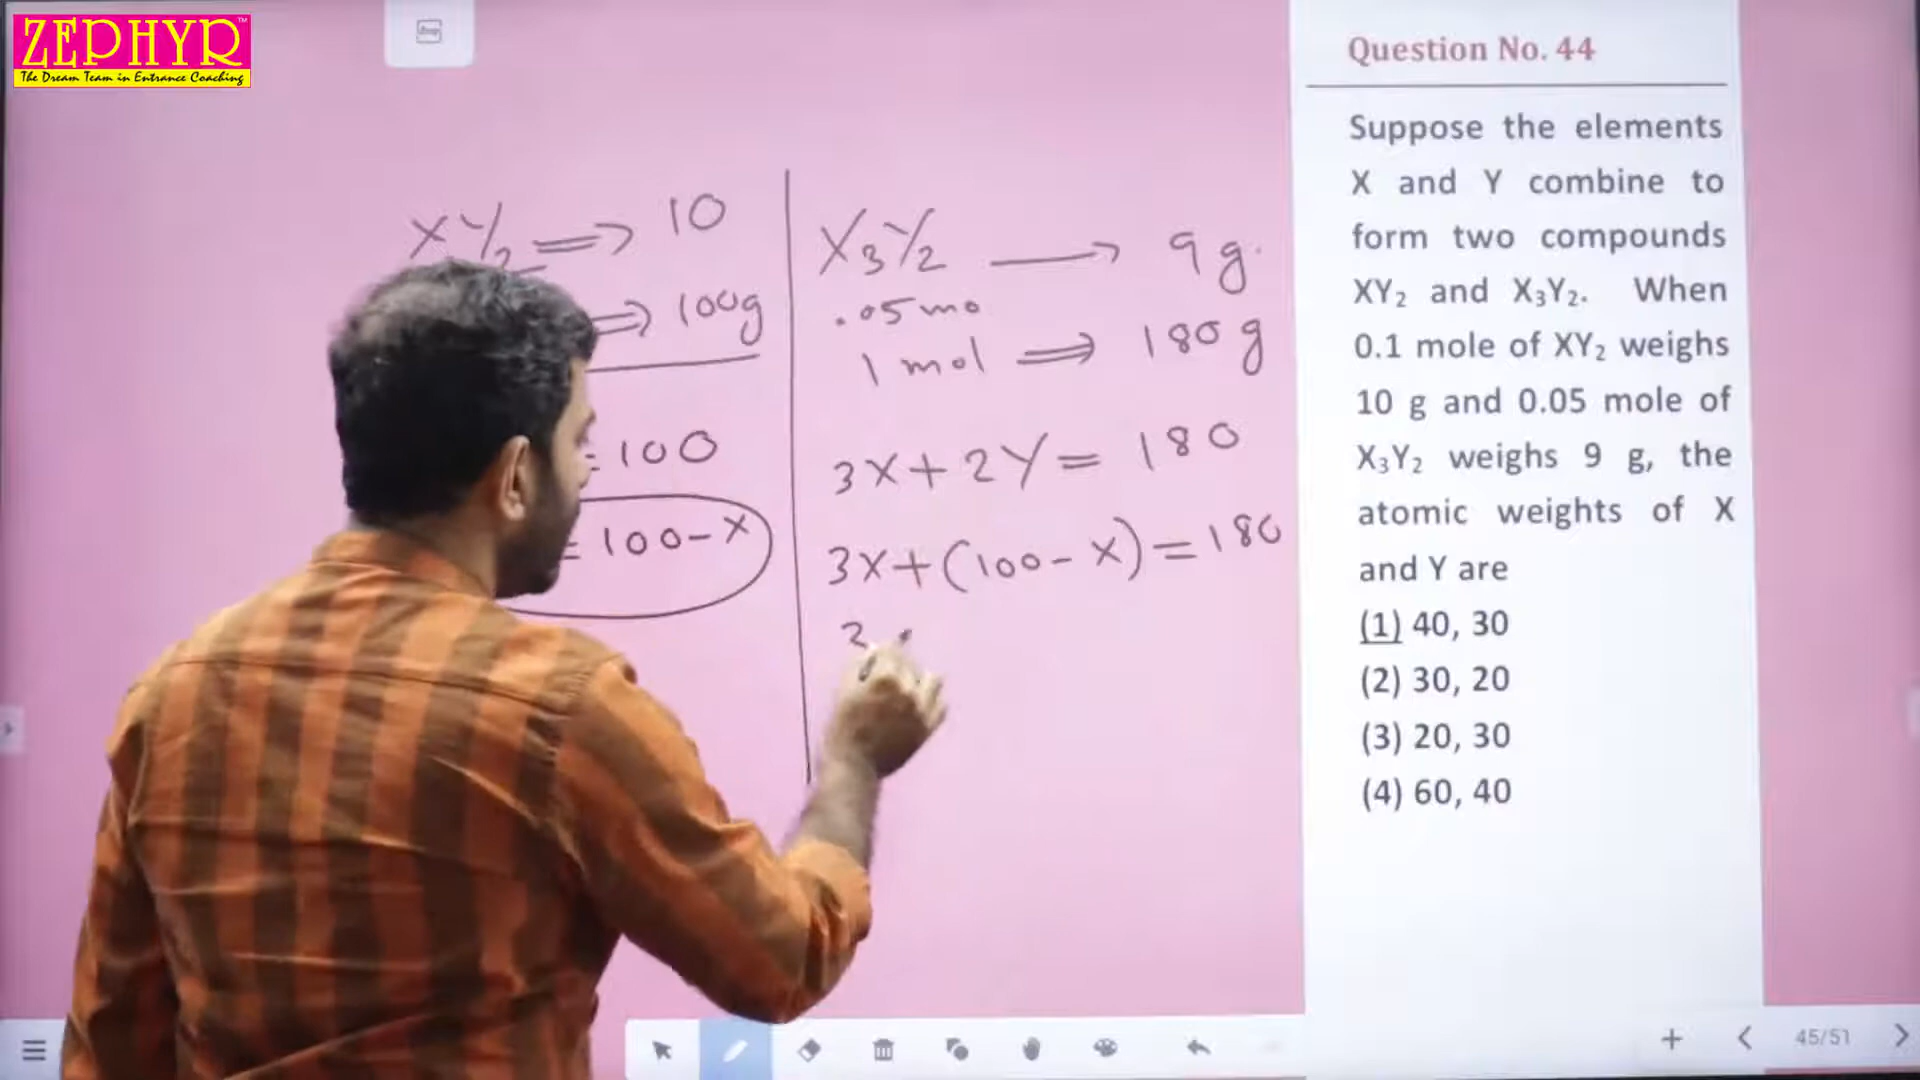 ZEPHYR™
The Dream Team in Entrance Coaching
XY₂ ⟹ 10
⟹ 100g
= 100
= 100-x
X₃Y₂ → 9g.
.05 mo
1 mol ⟹ 180g
3X+2Y= 180
3x+(100-x)=180
Question No. 44
Suppose the elements
X and Y combine to
form two compounds
XY₂ and X₃Y₂. When
0.1 mole of XY₂ weighs
10 g and 0.05 mole of
X₃Y₂ weighs 9 g, the
atomic weights of X
and Y are
(1) 40, 30
(2) 30, 20
(3) 20, 30
(4) 60, 40
45/51